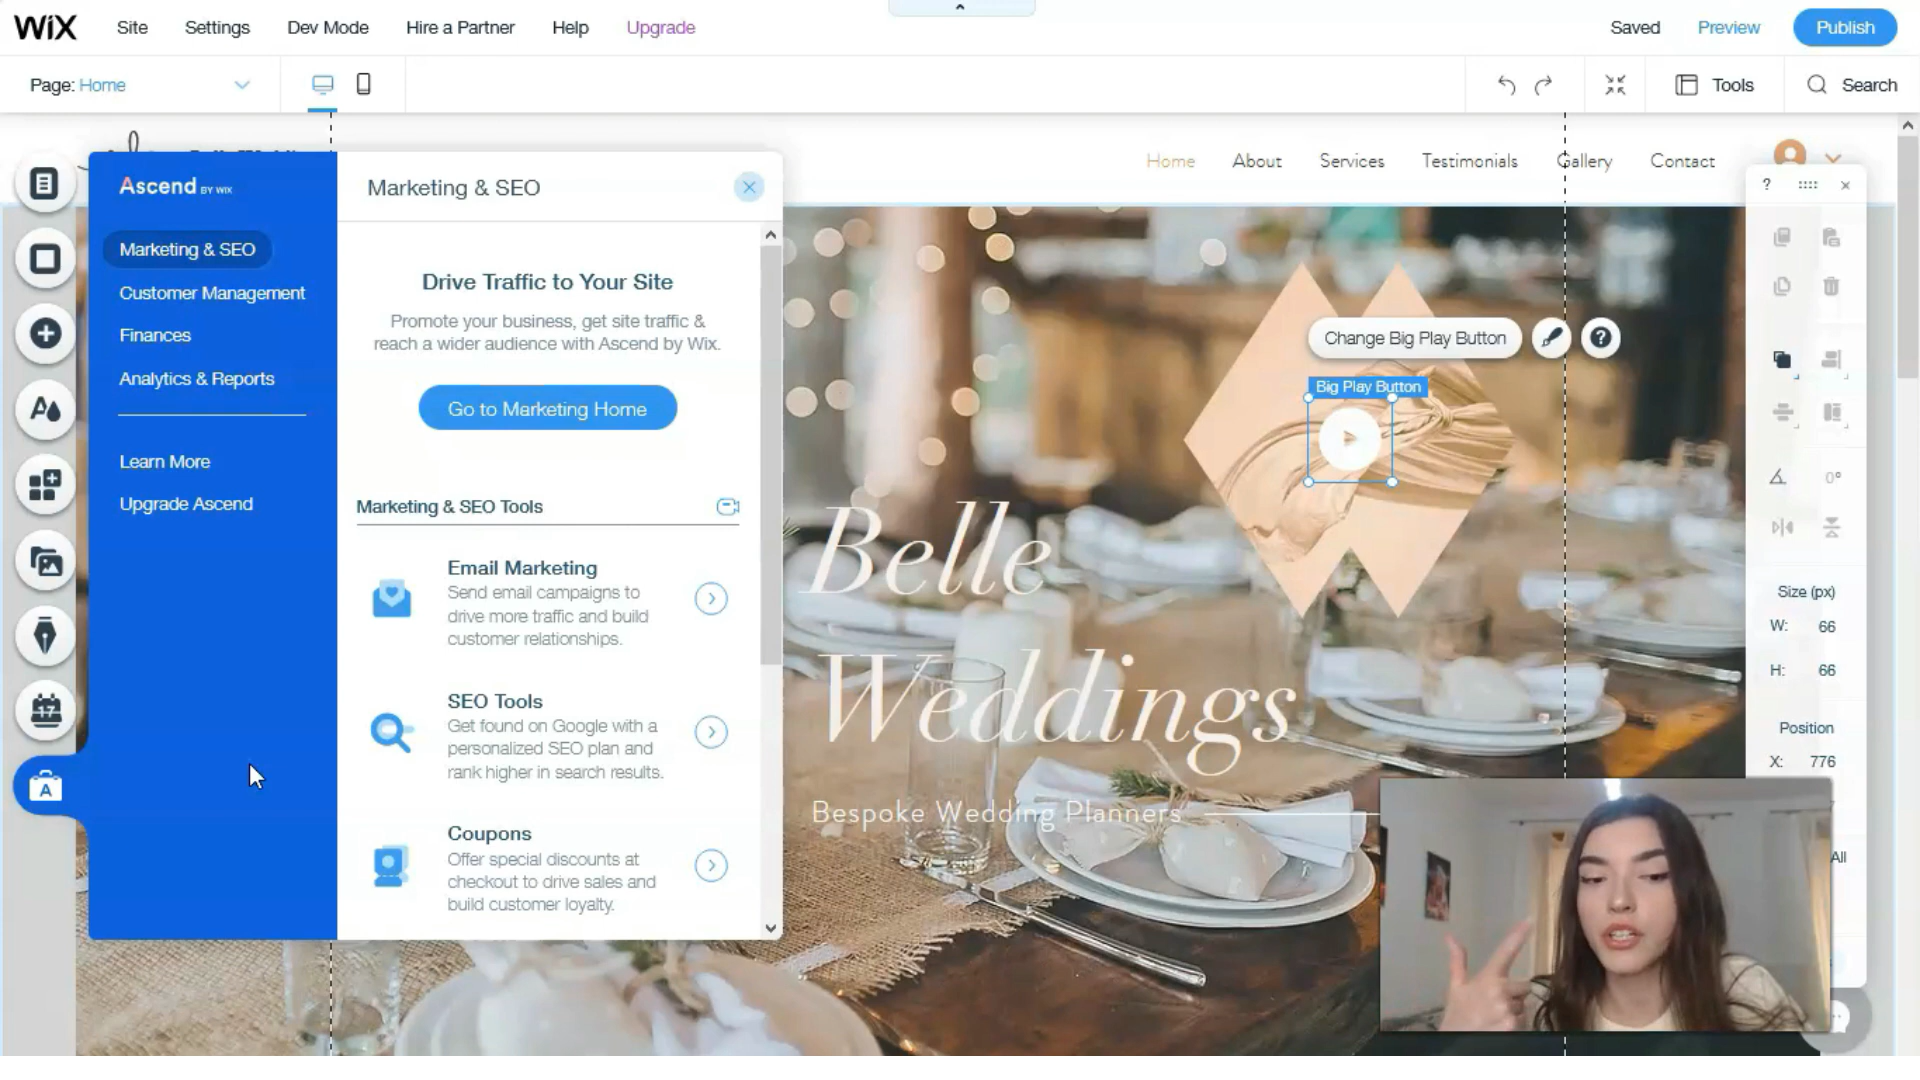 WiX
Site
Settings
Dev Mode
Hire a Partner
Help
Upgrade
Saved
Preview
Publish
Page: Home
Tools
Search
Home
About
Services
Testimonials
Gallery
Contact
Ascend BY WIX
Marketing & SEO
Customer Management
Finances
Analytics & Reports
Learn More
Upgrade Ascend
Marketing & SEO
Drive Traffic to Your Site
Promote your business, get site traffic &
reach a wider audience with Ascend by Wix.
Go to Marketing Home
Marketing & SEO Tools
Email Marketing
Send email campaigns to
drive more traffic and build
customer relationships.
SEO Tools
Get found on Google with a
personalized SEO plan and
rank higher in search results.
Coupons
Offer special discounts at
checkout to drive sales and
build customer loyalty.
Change Big Play Button
?
Big Play Button
Belle
Weddings
Bespoke Wedding Planners
?
0°
Size (px)
W: 66
H: 66
Position
X: 776
All
17
A
A